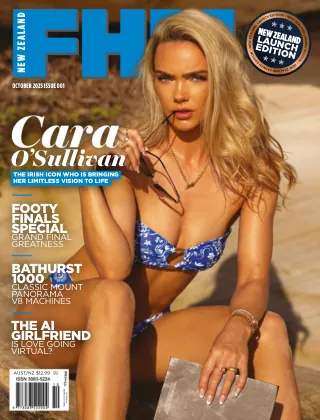 NEW ZEALAND
FHM
NEW ZEALAND
LAUNCH
EDITION
OCTOBER 2025 ISSUE 001
Cara
O'Sullivan
THE IRISH ICON WHO IS BRINGING
HER LIMITLESS VISION TO LIFE
FOOTY
FINALS
SPECIAL
GRAND FINAL
GREATNESS
BATHURST
1000
CLASSIC MOUNT
PANORAMA
V8 MACHINES
THE AI
GIRLFRIEND
IS LOVE GOING
VIRTUAL?
AUST/NZ $12.99
ISSN 3083-5224